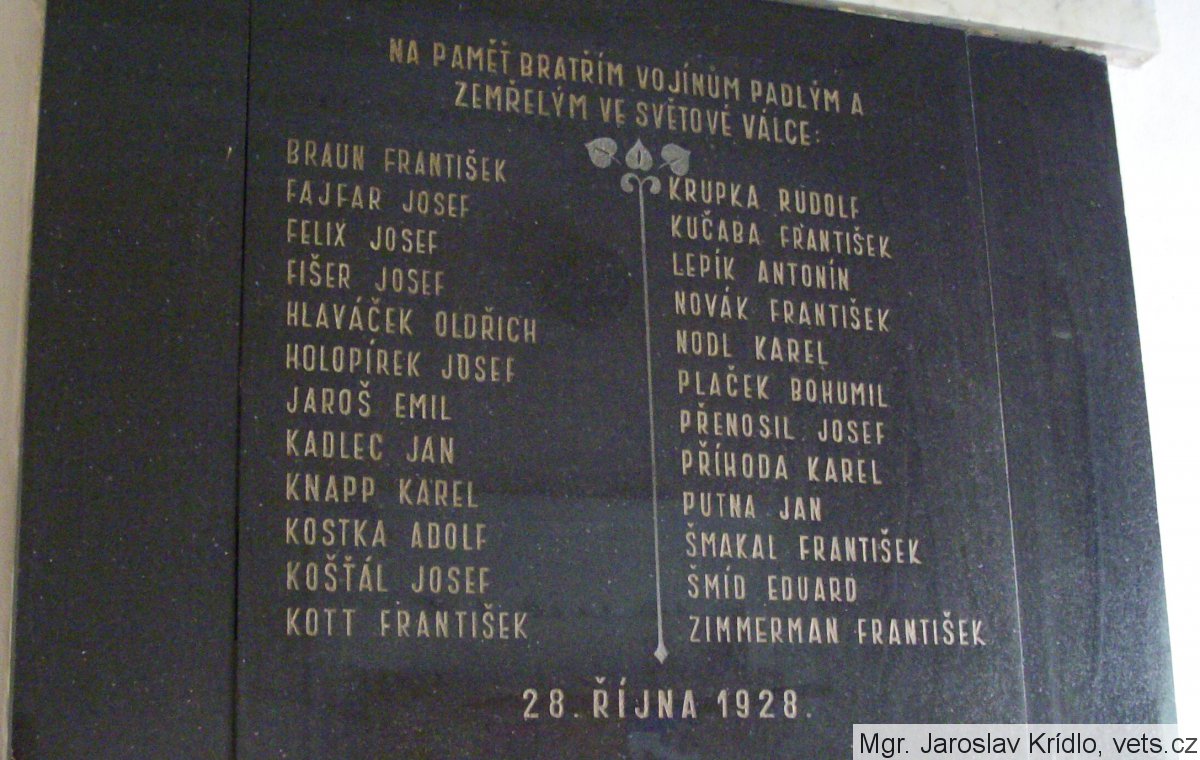 NA PAMĚŤ BRATŘÍM VOJÍNŮM PADLÝM A
ZEMŘELÝM VE SVĚTOVÉ VÁLCE:
BRAUN FRANTIŠEK
FAJFAR JOSEF
FELIX JOSEF
FIŠER JOSEF
HLAVÁČEK OLDŘICH
HOLOPÍREK JOSEF
JAROŠ EMIL
KADLEC JAN
KNAPP KAREL
KOSTKA ADOLF
KOŠŤÁL JOSEF
KOTT FRANTIŠEK
KRUPKA RUDOLF
KUČABA FRANTIŠEK
LEPÍK ANTONÍN
NOVÁK FRANTIŠEK
NODL KAREL
PLAČEK BOHUMIL
PŘENOSIL JOSEF
PŘÍHODA KAREL
PUTNA JAN
ŠMAKAL FRANTIŠEK
ŠMÍD EDUARD
ZIMMERMAN FRANTIŠEK
28. ŘÍJNA 1928.
Mgr. Jaroslav Krídlo, vets.cz